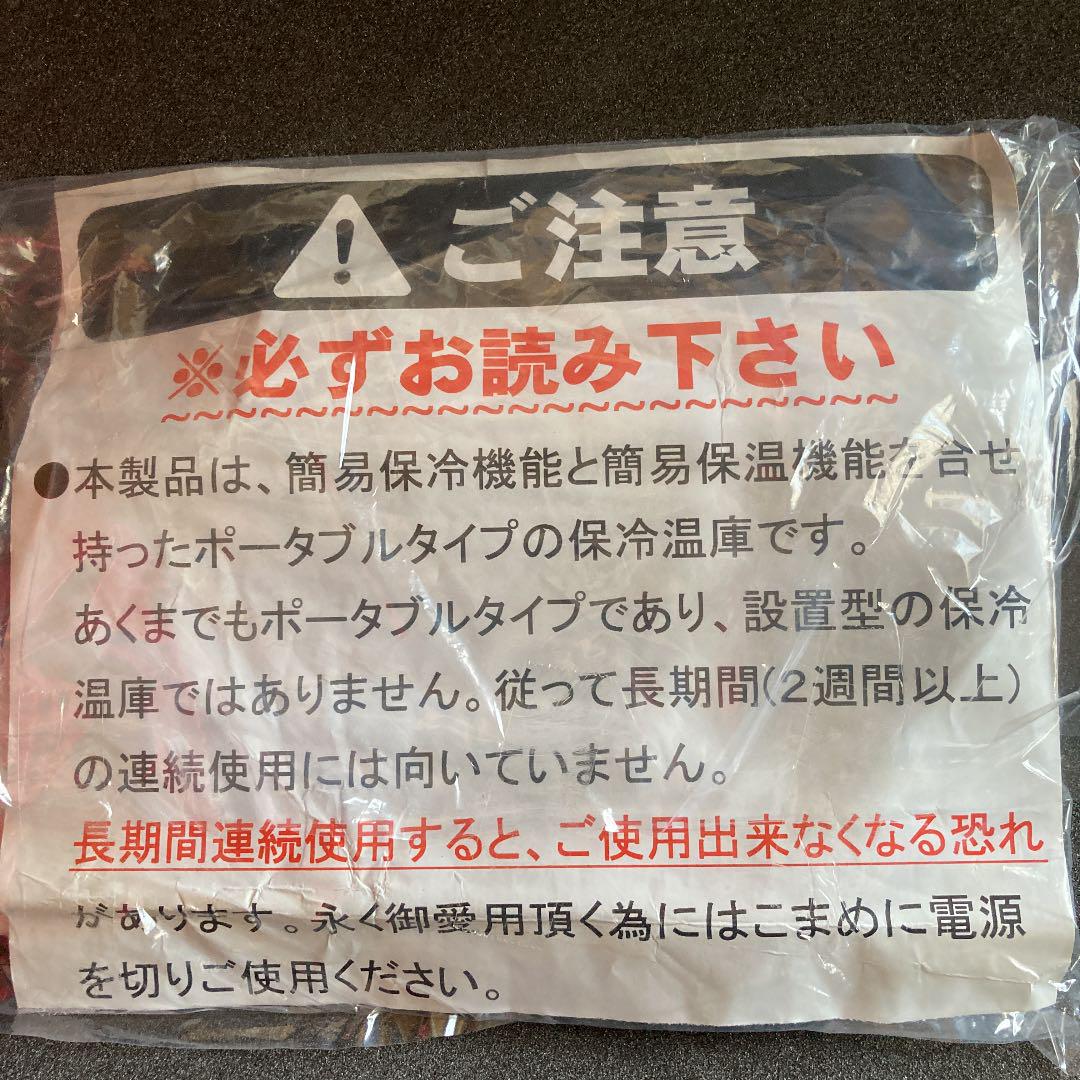 ご注意
※必ずお読み下さい
●本製品は、簡易保冷機能と簡易保温機能を合せ
持ったポータブルタイプの保冷温庫です。
あくまでもポータブルタイプであり、設置型の保冷
温庫ではありません。従って長期間(2週間以上)
の連続使用には向いていません。
長期間連続使用すると、ご使用出来なくなる恐れ
があります。永く御愛用頂く為にはこまめに電源
を切りご使用ください。